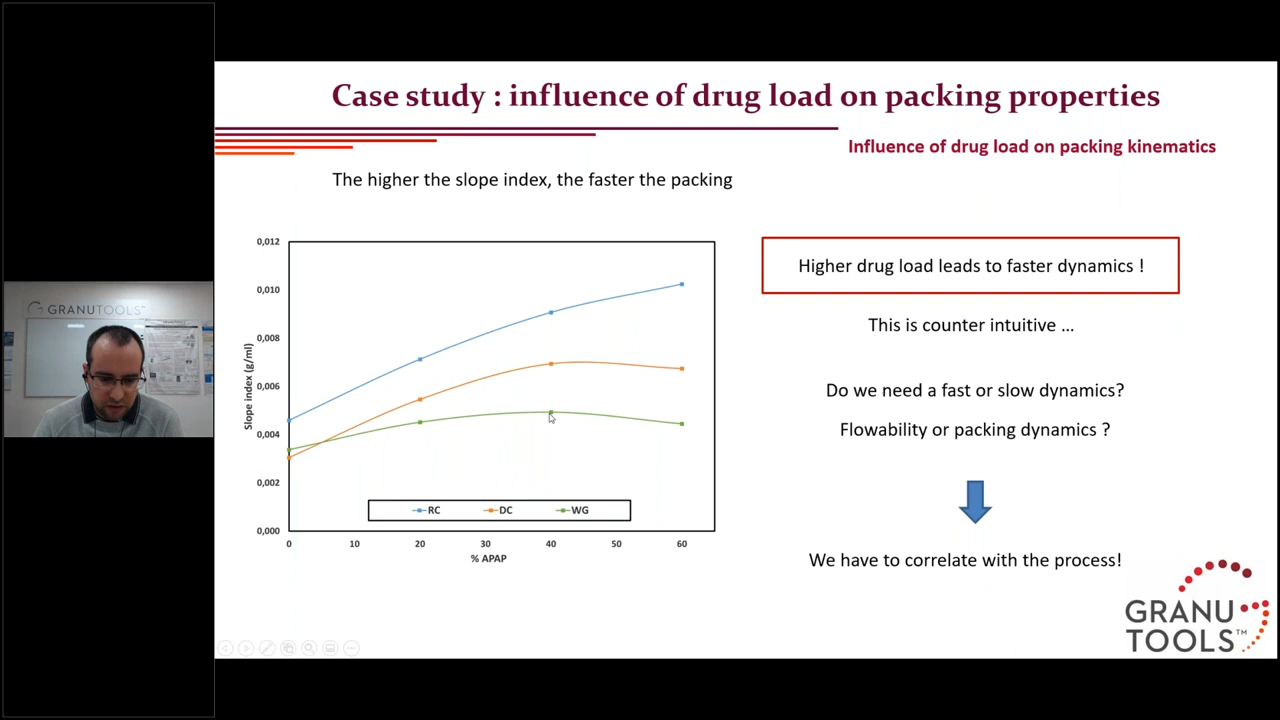 Case study : influence of drug load on packing properties
Influence of drug load on packing kinematics
The higher the slope index, the faster the packing
0,012
0,010
0,008
0,006
0,004
0,002
0,000
Slope index (g/ml)
0 10 20 30 40 50 60
% APAP
RC DC WG
Higher drug load leads to faster dynamics !
This is counter intuitive ...
Do we need a fast or slow dynamics?
Flowability or packing dynamics ?
We have to correlate with the process!
GRANU
TOOLS™
GRANUTOOLS™